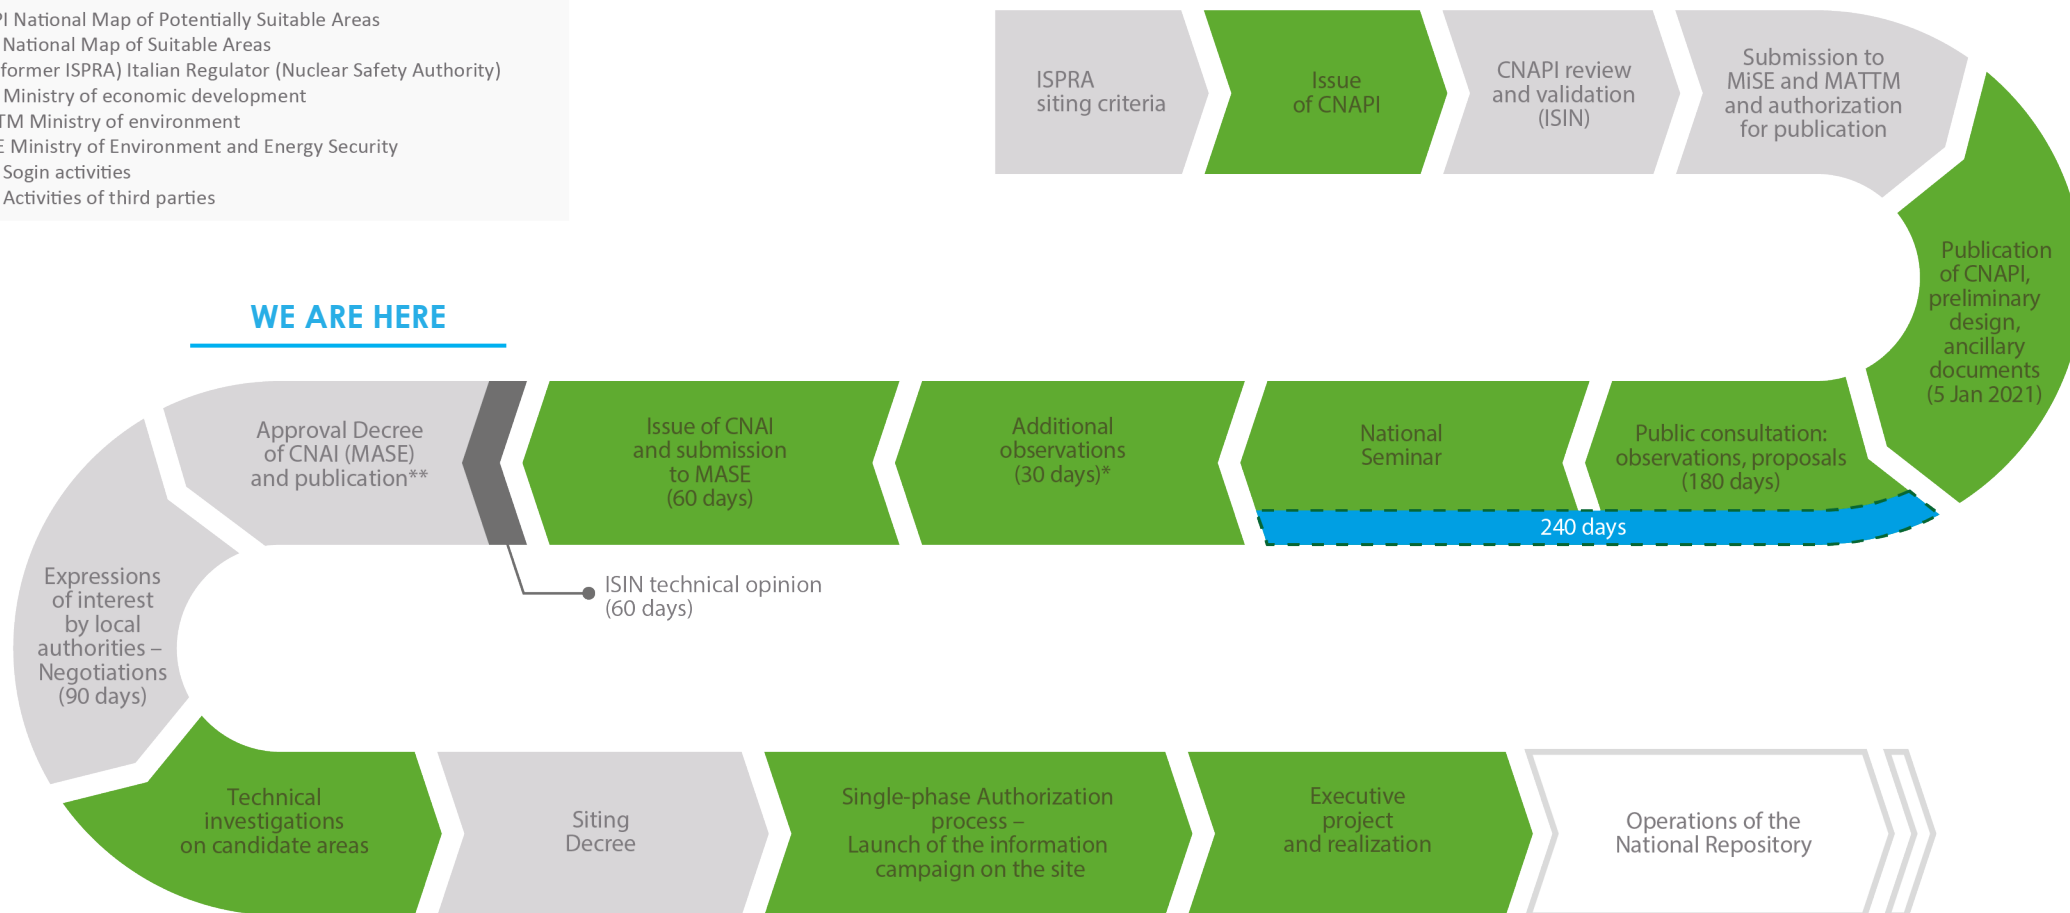 PI National Map of Potentially Suitable Areas
National Map of Suitable Areas
(former ISPRA) Italian Regulator (Nuclear Safety Authority)
Ministry of economic development
TM Ministry of environment
E Ministry of Environment and Energy Security
Sogin activities
Activities of third parties
ISPRA
siting criteria
Issue
of CNAPI
CNAPI review
and validation
(ISIN)
Submission to
MiSE and MATTM
and authorization
for publication
Publication
of CNAPI,
preliminary
design,
ancillary
documents
(5 Jan 2021)
Public consultation:
observations, proposals
(180 days)
National
Seminar
240 days
Additional
observations
(30 days)*
Issue of CNAI
and submission
to MASE
(60 days)
ISIN technical opinion
(60 days)
WE ARE HERE
Approval Decree
of CNAI (MASE)
and publication**
Expressions
of interest
by local
authorities –
Negotiations
(90 days)
Technical
investigations
on candidate areas
Siting
Decree
Single-phase Authorization
process –
Launch of the information
campaign on the site
Executive
project
and realization
Operations of the
National Repository